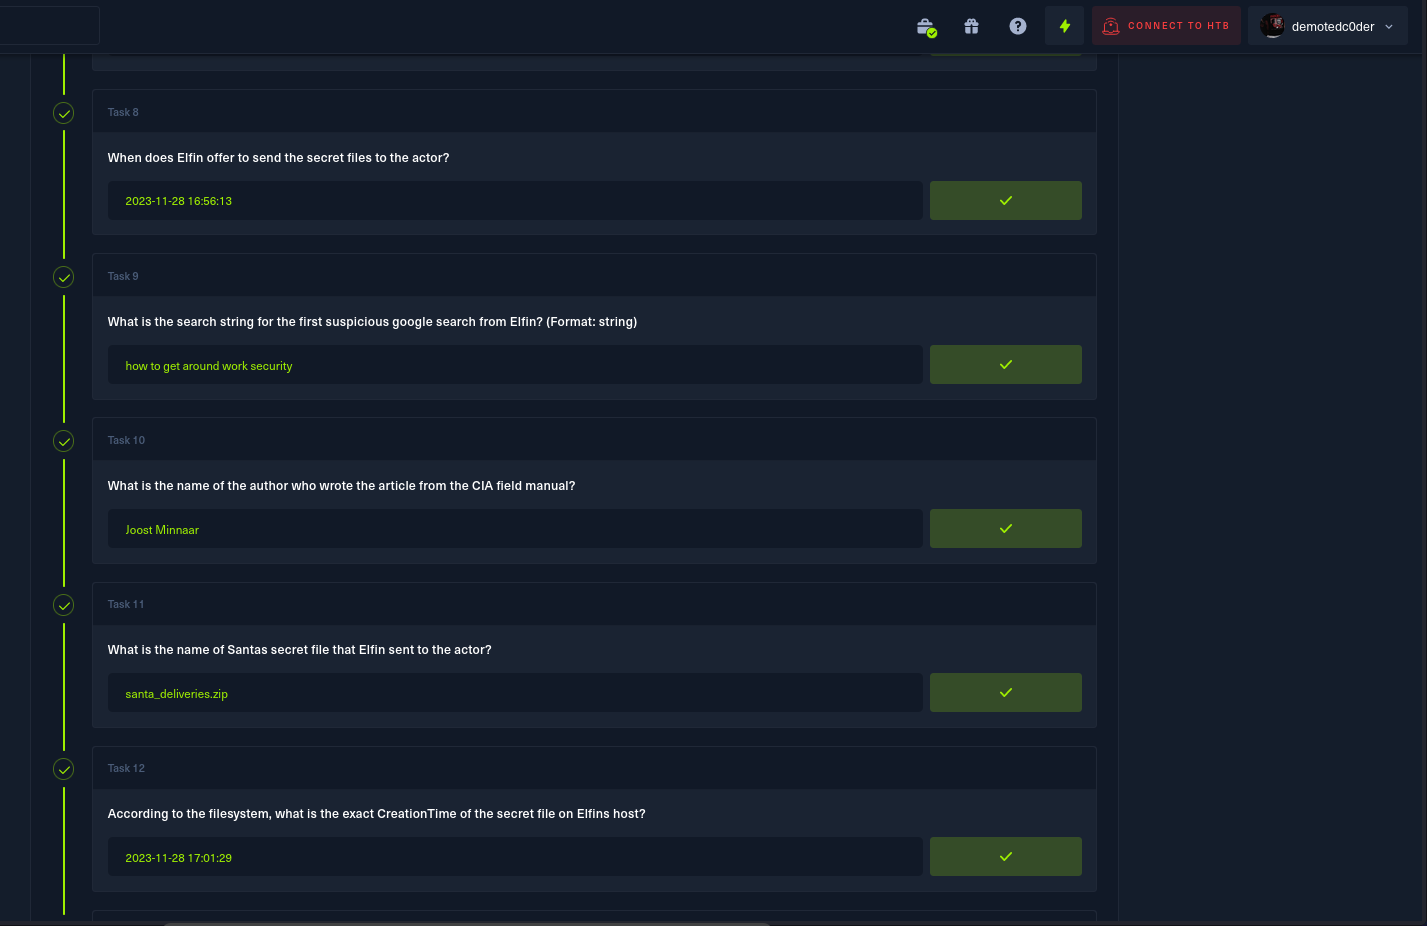 CONNECT TO HTB
demotedc0der
Task 8
When does Elfin offer to send the secret files to the actor?
2023-11-28 16:56:13
Task 9
What is the search string for the first suspicious google search from Elfin? (Format: string)
how to get around work security
Task 10
What is the name of the author who wrote the article from the CIA field manual?
Joost Minnaar
Task 11
What is the name of Santas secret file that Elfin sent to the actor?
santa_deliveries.zip
Task 12
According to the filesystem, what is the exact CreationTime of the secret file on Elfins host?
2023-11-28 17:01:29